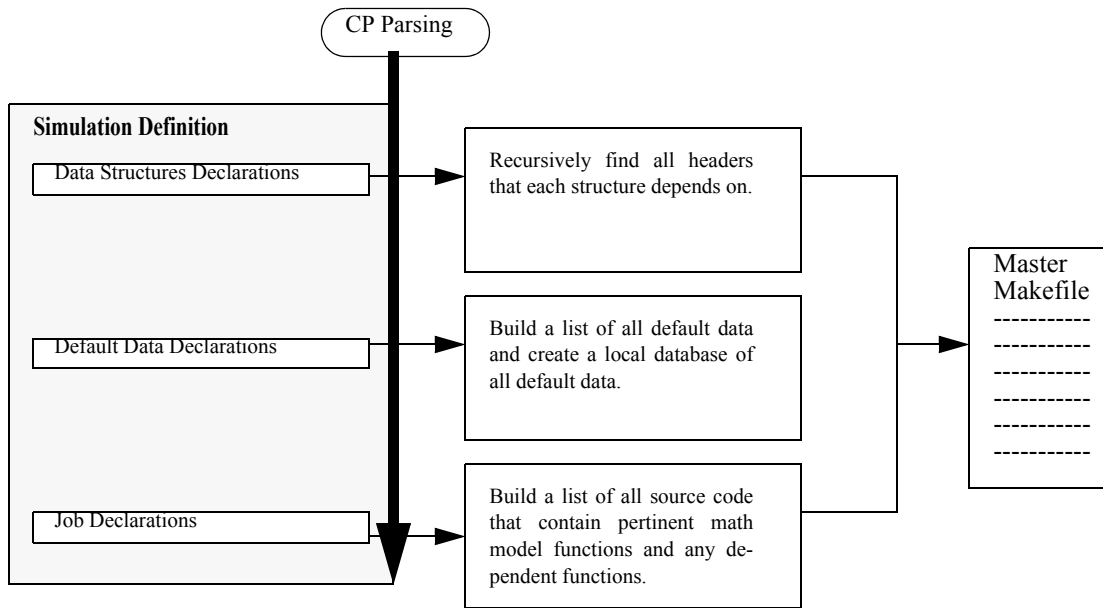 CP Parsing
Simulation Definition
Data Structures Declarations
Recursively find all headers
that each structure depends on.
Default Data Declarations
Build a list of all default data
and create a local database of
all default data.
Job Declarations
Build a list of all source code
that contain pertinent math
model functions and any de-
pendent functions.
Master
Makefile
-----------
-----------
-----------
-----------
-----------
-----------